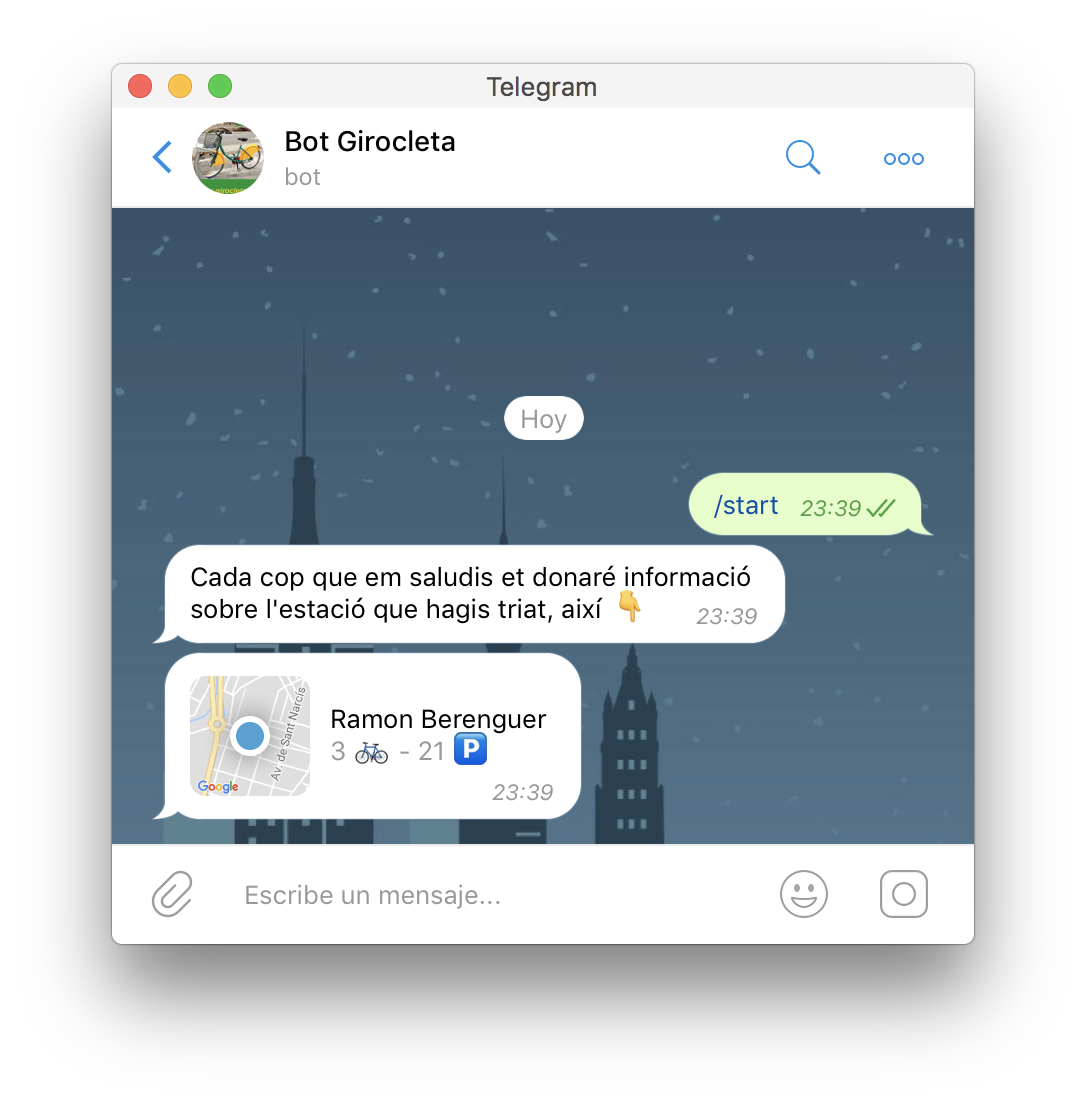 Telegram
Bot Girocleta
bot
girocleta
Hoy
/start 23:39
Cada cop que em saludis et donaré informació
sobre l'estació que hagis triat, així 👇 23:39
Av. de Sant Narcís
Google
Ramon Berenguer
3 🚲 - 21 🅿️
23:39
Escribe un mensaje...